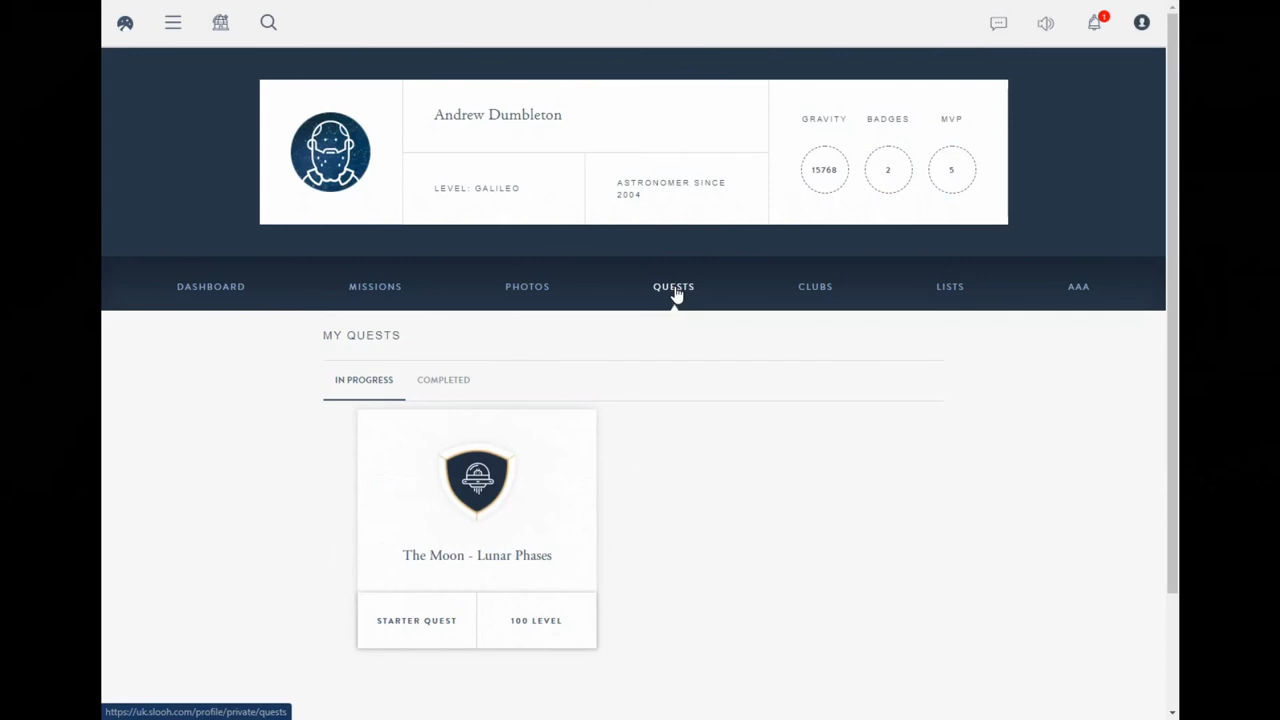 1
Andrew Dumbleton
LEVEL: GALILEO
ASTRONOMER SINCE
2004
GRAVITY BADGES MVP
15768 2 5
DASHBOARD MISSIONS PHOTOS QUESTS CLUBS LISTS AAA
MY QUESTS
IN PROGRESS COMPLETED
The Moon - Lunar Phases
STARTER QUEST 100 LEVEL
https://uk.slooh.com/profile/private/quests